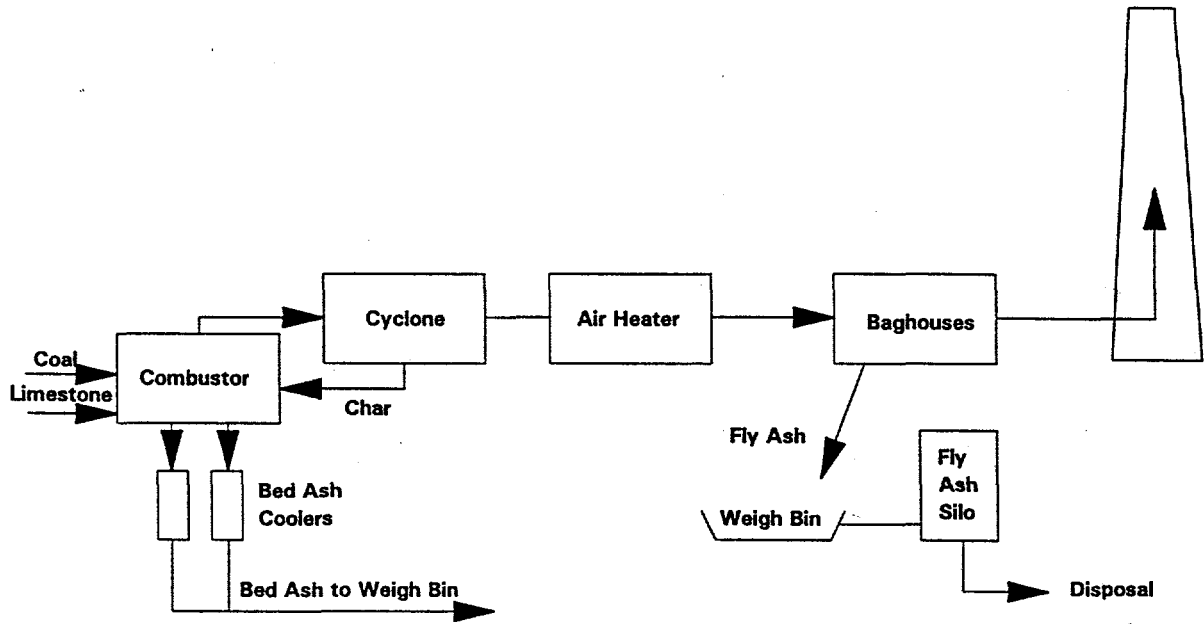 Cyclone
Air Heater
Baghouses
Coal
Combustor
Limestone
Char
Fly Ash
Fly
Ash
Silo
Bed Ash
Coolers
Weigh Bin
Bed Ash to Weigh Bin
Disposal